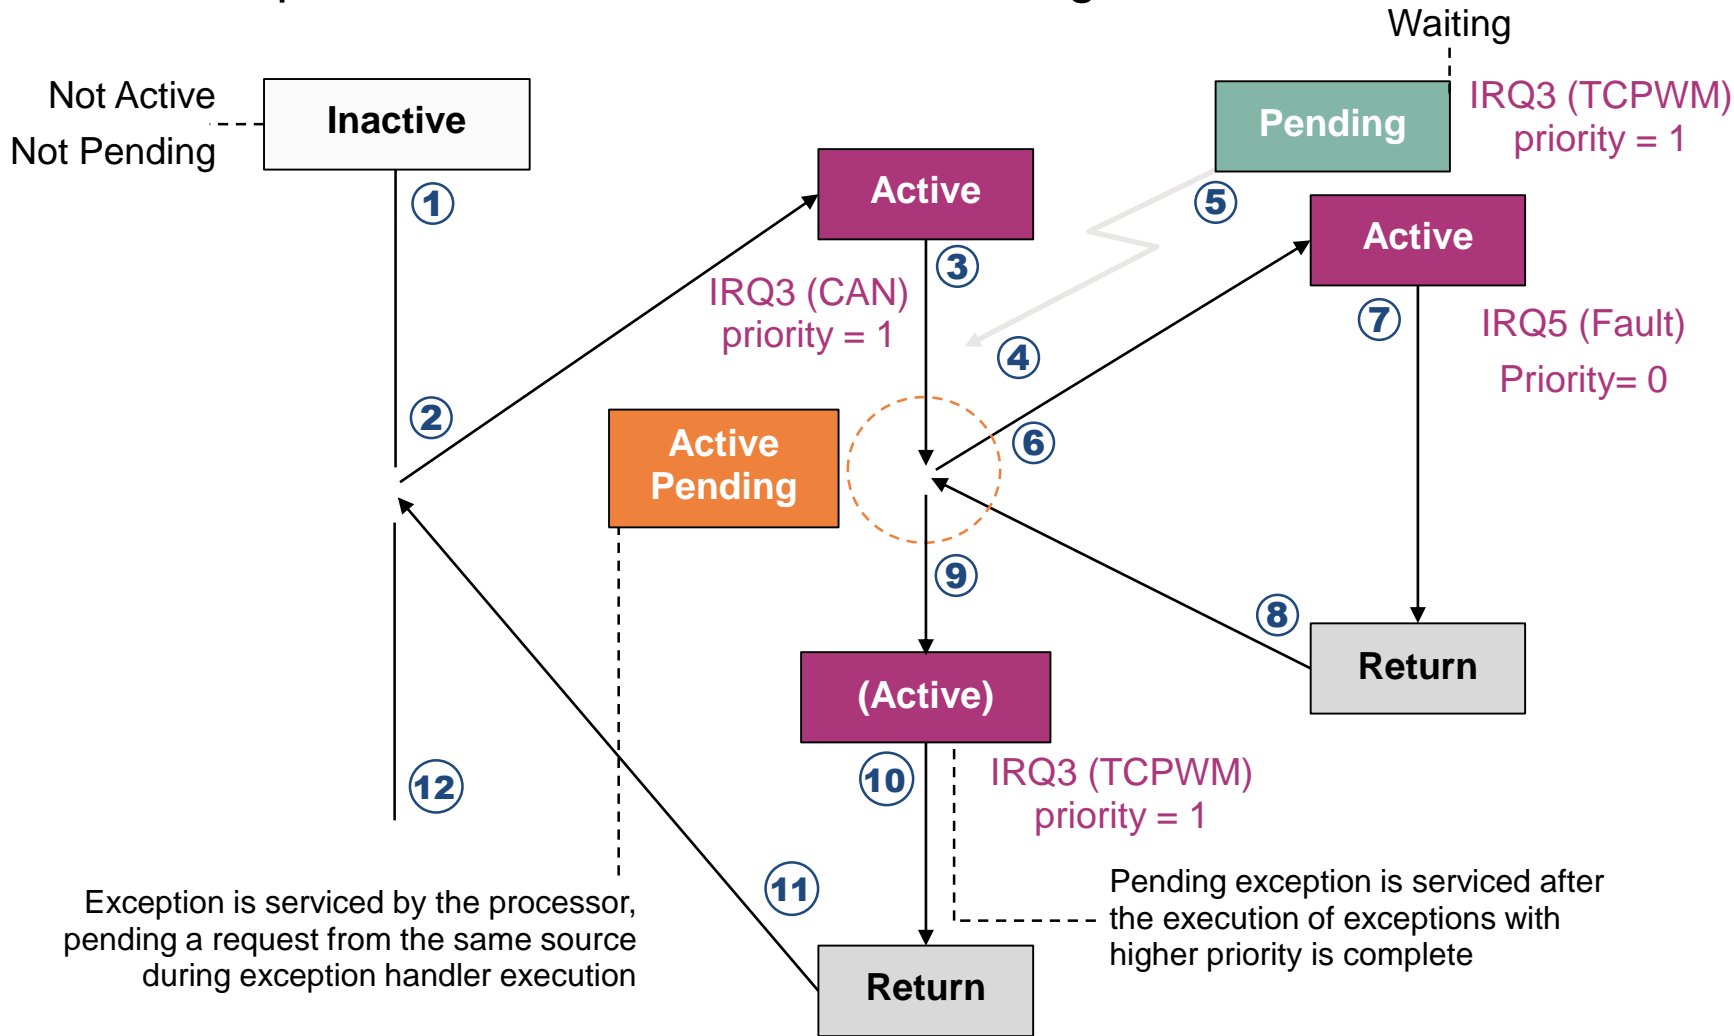 Waiting
Not Active
Not Pending
Inactive
Pending
IRQ3 (TCPWM)
priority = 1
1
Active
5
Active
3
IRQ3 (CAN)
priority = 1
7
IRQ5 (Fault)
Priority= 0
4
2
Active
Pending
6
9
8
Return
(Active)
10
IRQ3 (TCPWM)
priority = 1
12
11
Exception is serviced by the processor,
pending a request from the same source
during exception handler execution
Pending exception is serviced after
the execution of exceptions with
higher priority is complete
Return